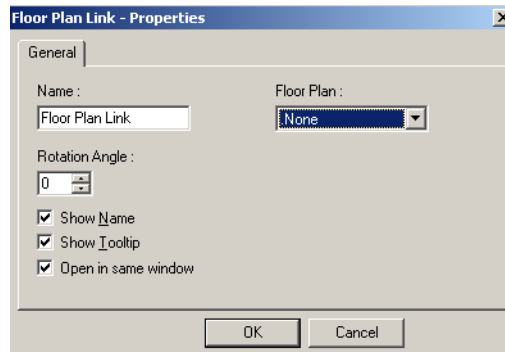 Floor Plan Link - Properties
General
Name :
Floor Plan :
Floor Plan Link
.None
Rotation Angle :
0
Show Name
Show Tooltip
Open in same window
OK
Cancel